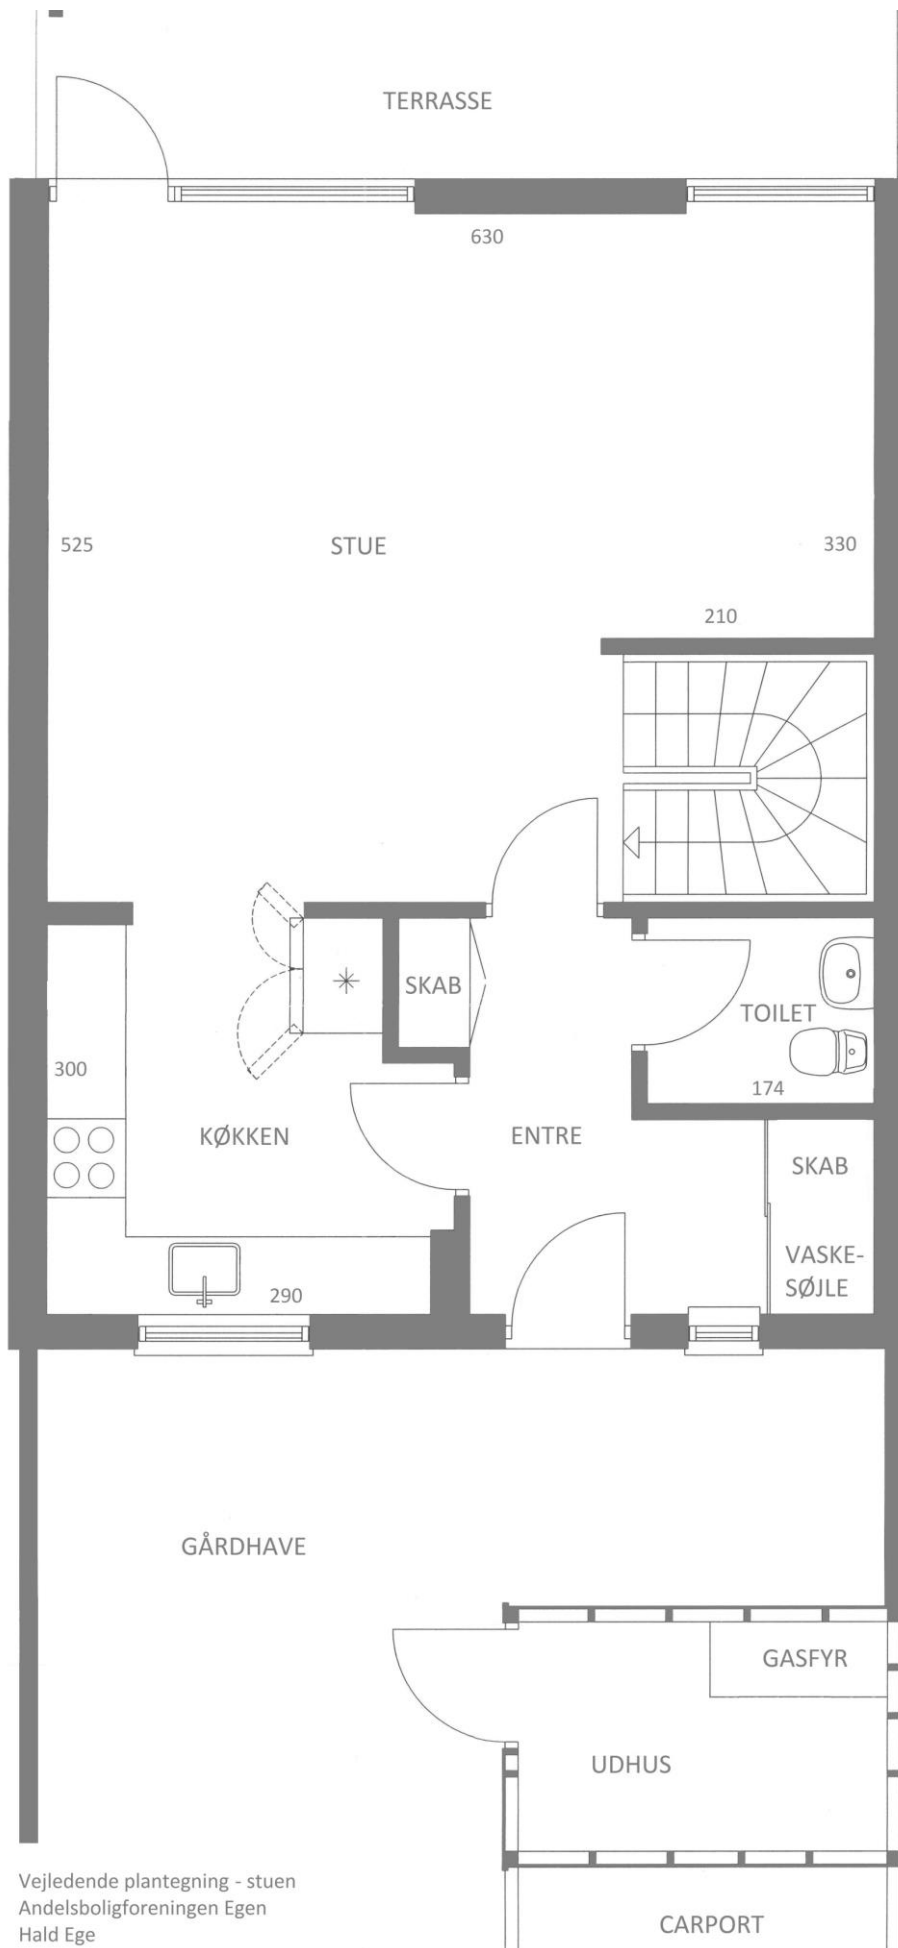 TERRASSE
630
525
STUE
330
210
SKAB
TOILET
300
174
KØKKEN
ENTRE
SKAB
VASKE-
SØJLE
290
GÅRDHAVE
GASFYR
UDHUS
Vejledende plantegning - stuen
Andelsboligforeningen Egen
Hald Ege
CARPORT